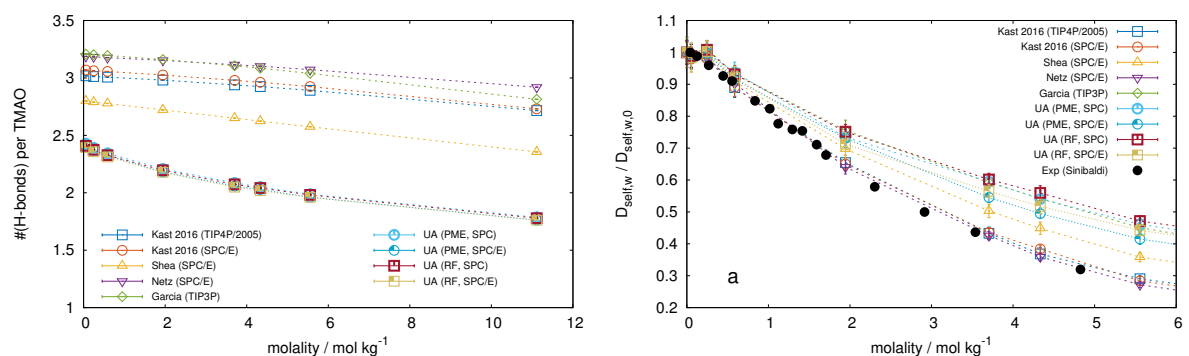 3.5
3
2.5
2
1.5
1
#(H-bonds) per TMAO
0 2 4 6 8 10 12
molality / mol kg⁻¹
Kast 2016 (TIP4P/2005)
Kast 2016 (SPC/E)
Shea (SPC/E)
Netz (SPC/E)
Garcia (TIP3P)
UA (PME, SPC)
UA (PME, SPC/E)
UA (RF, SPC)
UA (RF, SPC/E)
1.1
1
0.9
0.8
0.7
0.6
0.5
0.4
0.3
0.2
D_self,w / D_self,w,0
0 1 2 3 4 5 6
molality / mol kg⁻¹
a
Kast 2016 (TIP4P/2005)
Kast 2016 (SPC/E)
Shea (SPC/E)
Netz (SPC/E)
Garcia (TIP3P)
UA (PME, SPC)
UA (PME, SPC/E)
UA (RF, SPC)
UA (RF, SPC/E)
Exp (Sinibaldi)